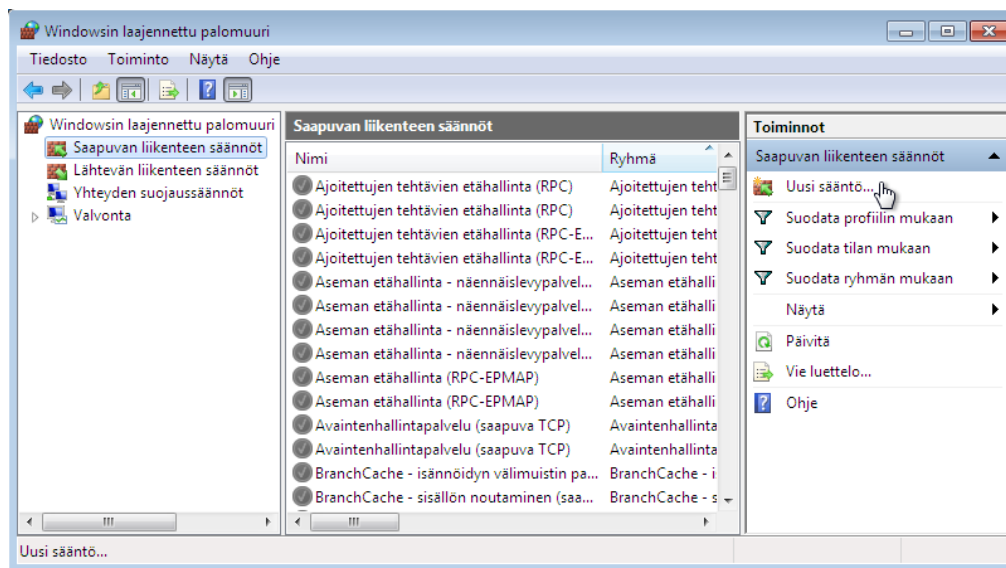 Windowsin laajennettu palomuuri
Tiedosto Toiminto Näytä Ohje
Windowsin laajennettu palomuuri
Saapuvan liikenteen säännöt
Lähtevän liikenteen säännöt
Yhteyden suojaussäännöt
Valvonta
Saapuvan liikenteen säännöt
Nimi Ryhmä
Ajoitettujen tehtävien etähallinta (RPC) Ajoitettujen teht
Ajoitettujen tehtävien etähallinta (RPC) Ajoitettujen teht
Ajoitettujen tehtävien etähallinta (RPC-E... Ajoitettujen teht
Ajoitettujen tehtävien etähallinta (RPC-E... Ajoitettujen teht
Aseman etähallinta - näennäislevypalvel... Aseman etähalli
Aseman etähallinta - näennäislevypalvel... Aseman etähalli
Aseman etähallinta - näennäislevypalvel... Aseman etähalli
Aseman etähallinta - näennäislevypalvel... Aseman etähalli
Aseman etähallinta (RPC-EPMAP) Aseman etähalli
Aseman etähallinta (RPC-EPMAP) Aseman etähalli
Avaintenhallintapalvelu (saapuva TCP) Avaintenhallinta
Avaintenhallintapalvelu (saapuva TCP) Avaintenhallinta
BranchCache - isännöidyn välimuistin pa... BranchCache - i
BranchCache - sisällön noutaminen (saa... BranchCache - s
Toiminnot
Saapuvan liikenteen säännöt
Uusi sääntö...
Suodata profiilin mukaan
Suodata tilan mukaan
Suodata ryhmän mukaan
Näytä
Päivitä
Vie luettelo...
Ohje
Uusi sääntö...